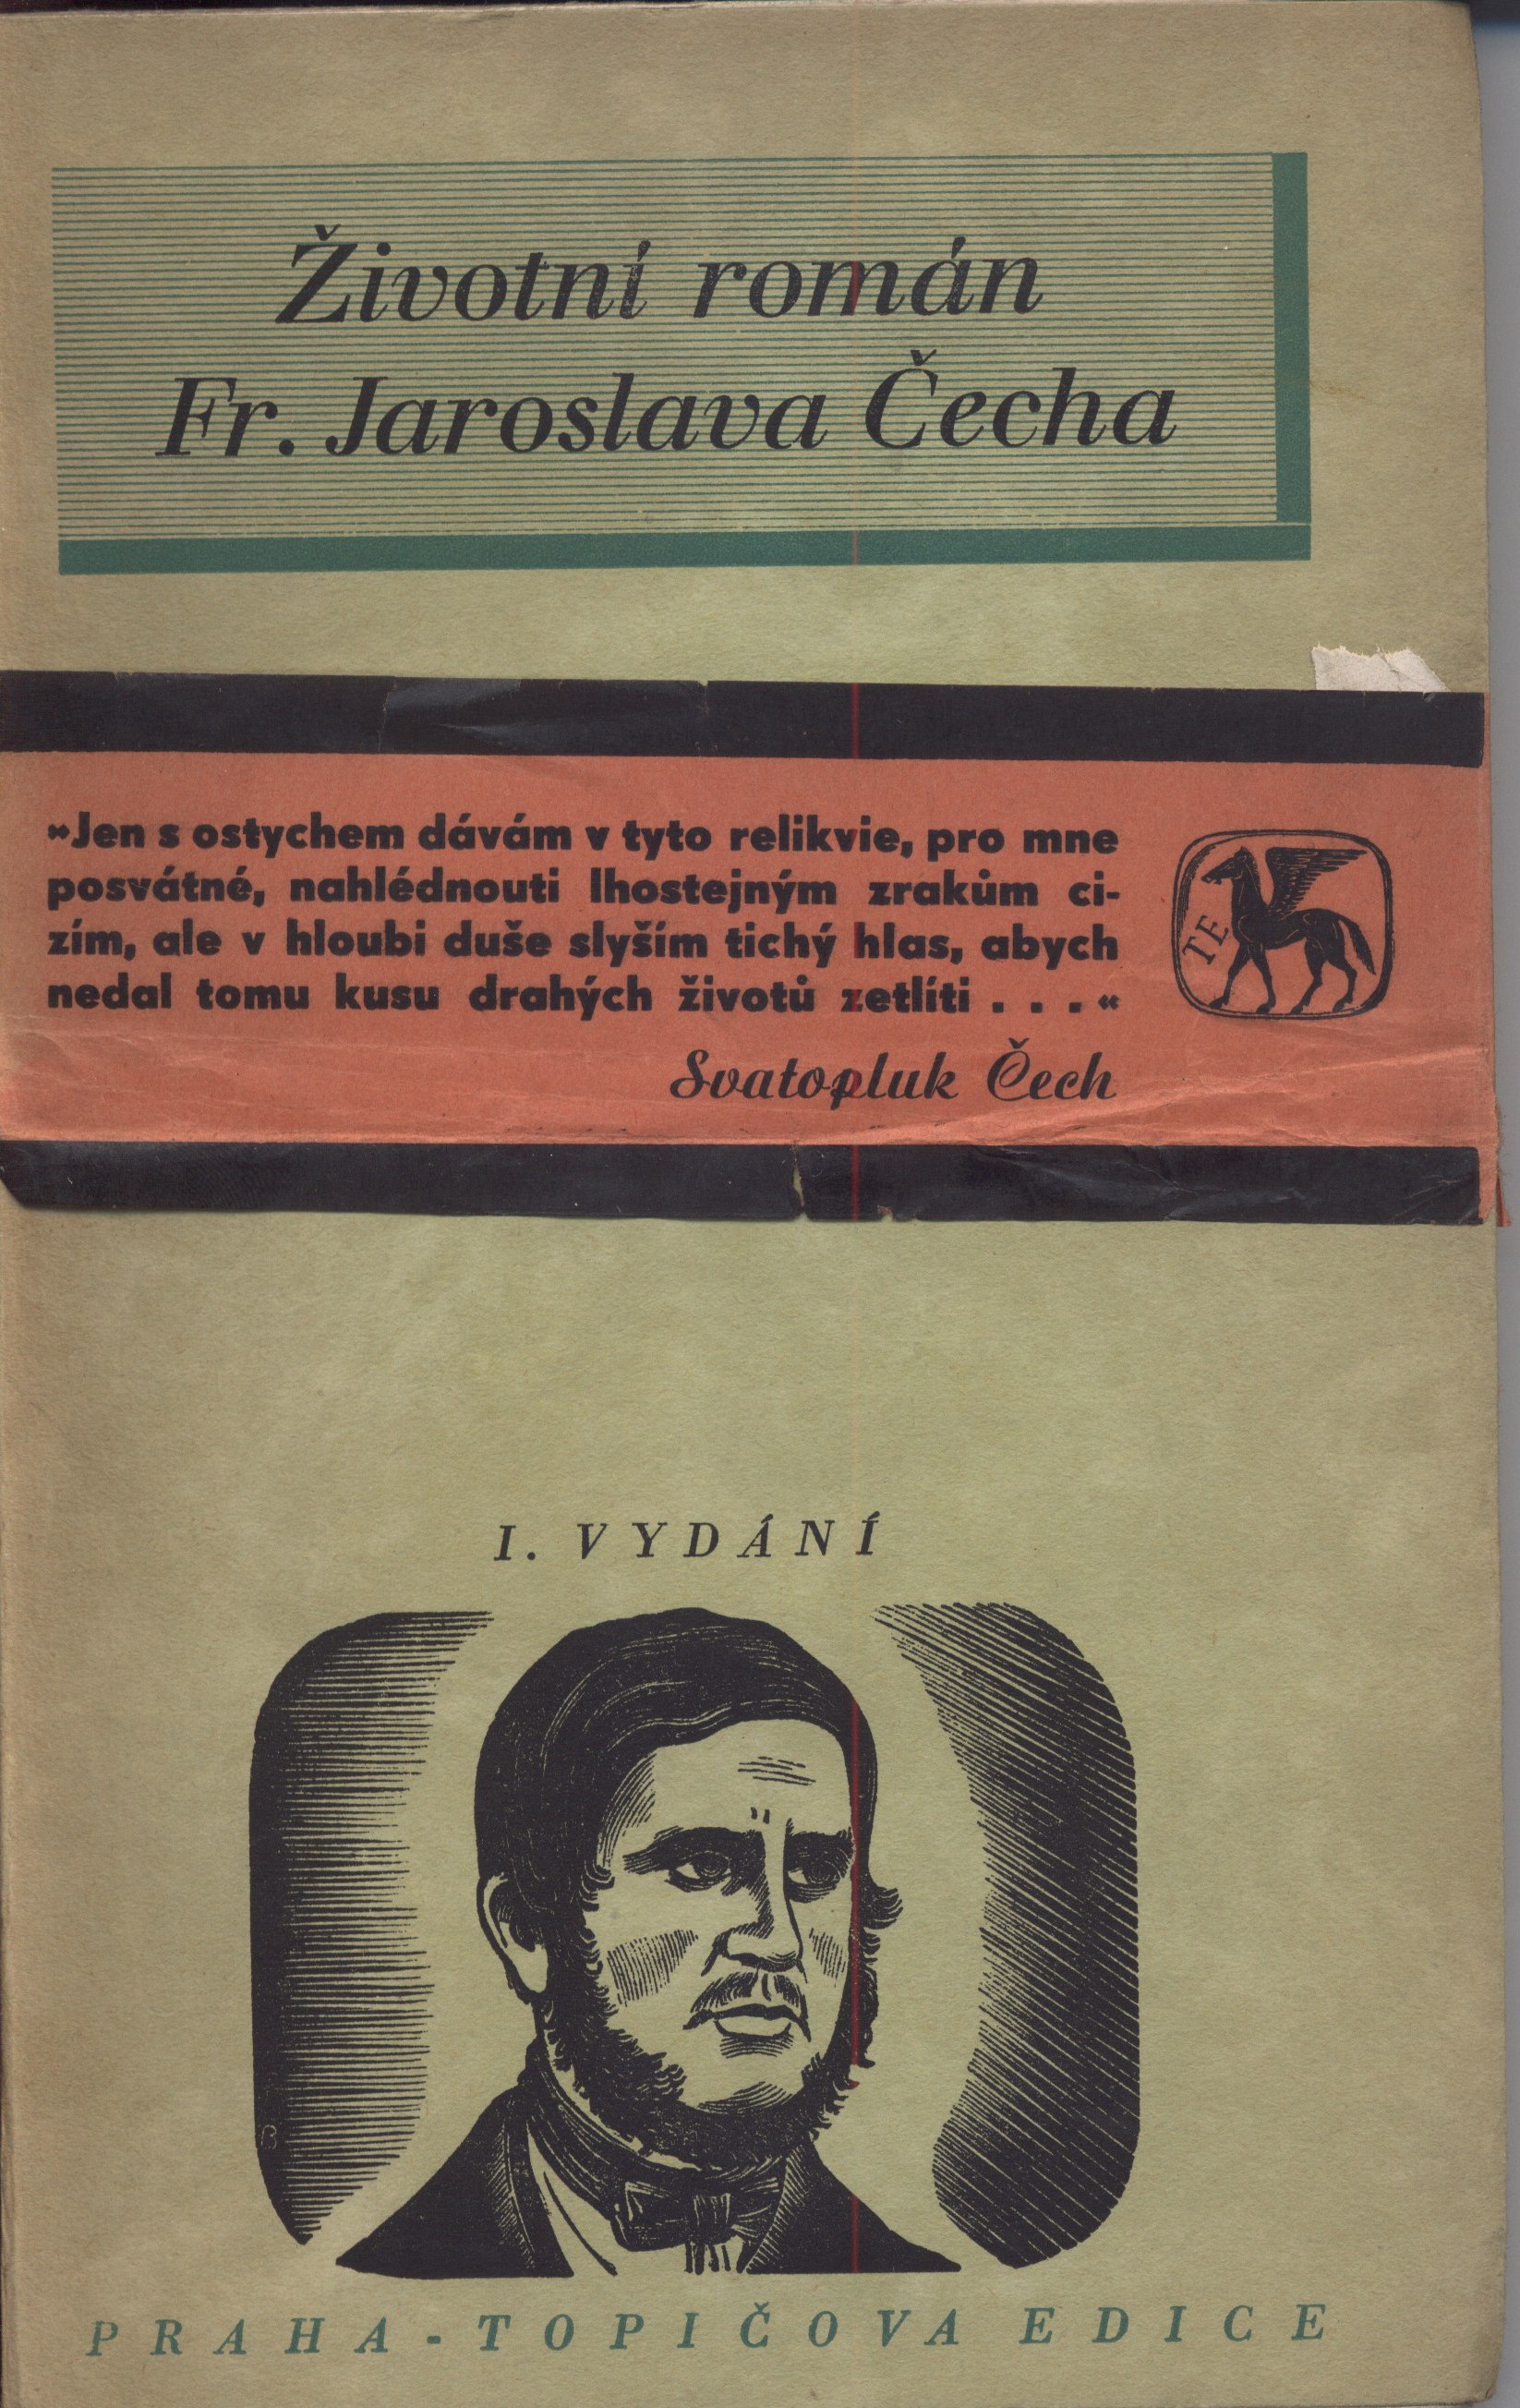 Životní román
Fr. Jaroslava Čecha
»Jen s ostychem dávám v tyto relikvie, pro mne
posvátné, nahlédnouti lhostejným zrakům ci-
zím, ale v hloubi duše slyším tichý hlas, abych
nedal tomu kusu drahých životů zetlíti . . . «
TE
Svatopluk Čech
I. VYDÁNÍ
B
PRAHA - TOPIČOVA EDICE